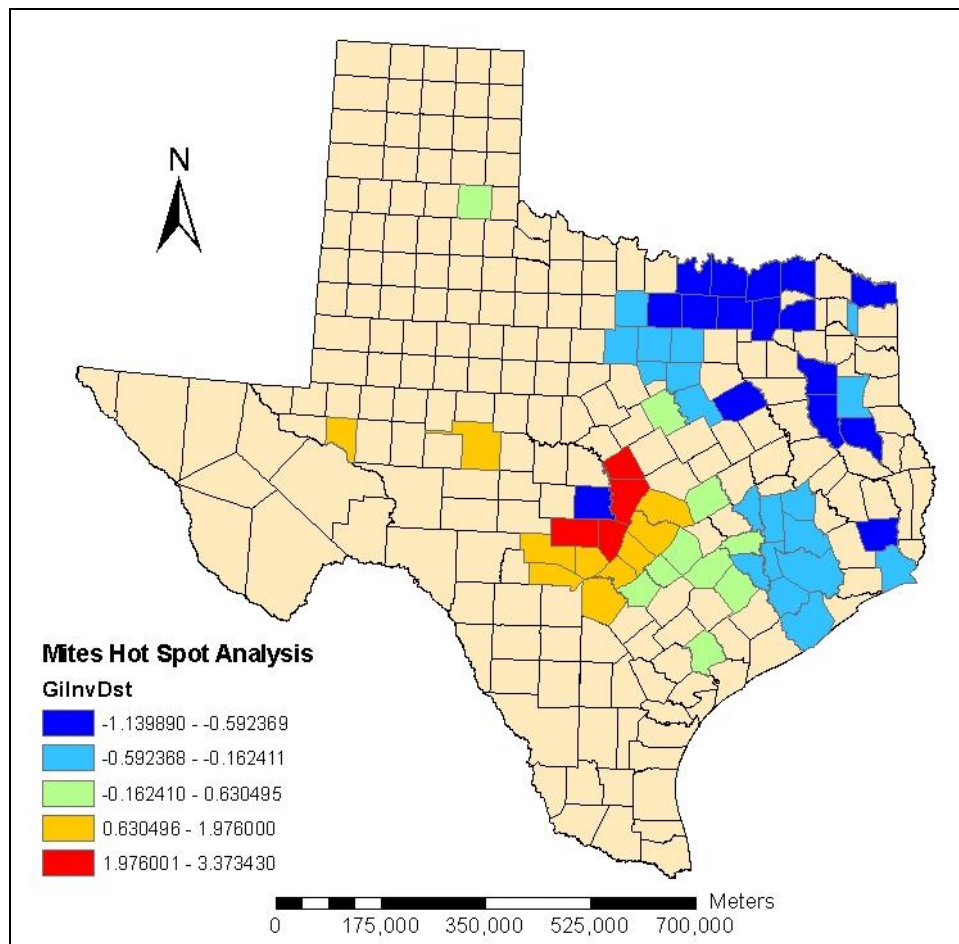 N
Mites Hot Spot Analysis
GiInvDst
-1.139890 - -0.592369
-0.592368 - -0.162411
-0.162410 - 0.630495
0.630496 - 1.976000
1.976001 - 3.373430
Meters
0 175,000 350,000 525,000 700,000